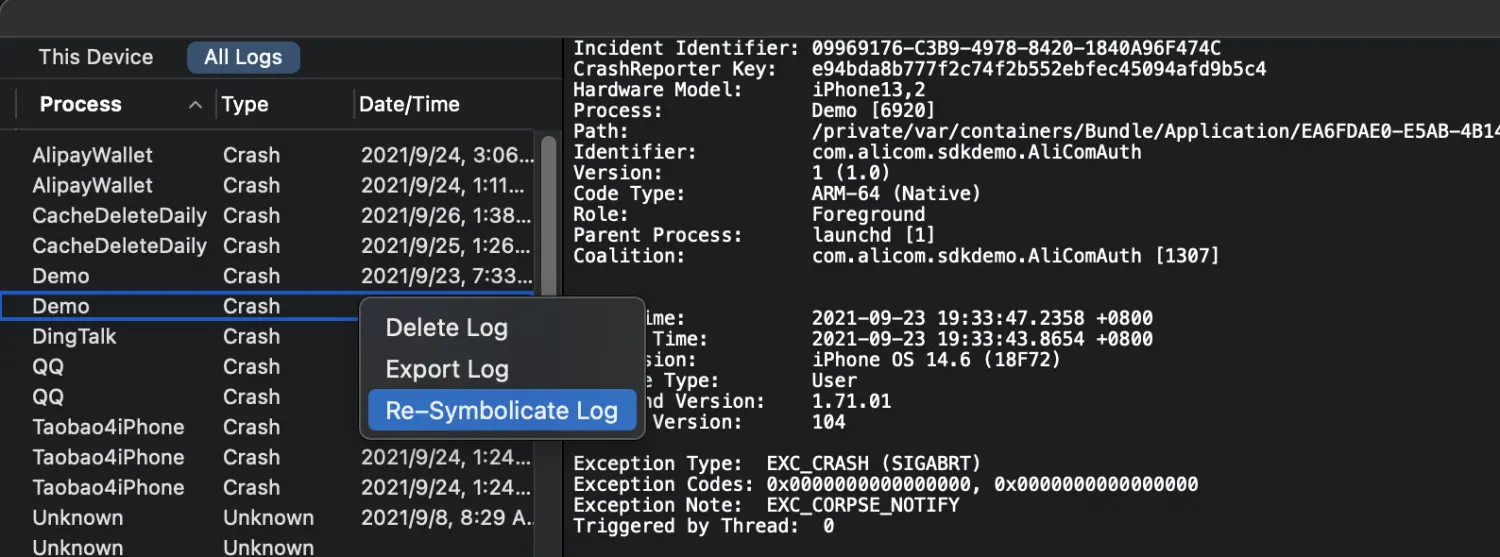 This Device All Logs
Process Type Date/Time
AlipayWallet Crash 2021/9/24, 3:06...
AlipayWallet Crash 2021/9/24, 1:11...
CacheDeleteDaily Crash 2021/9/26, 1:38...
CacheDeleteDaily Crash 2021/9/25, 1:26...
Demo Crash 2021/9/23, 7:33...
Demo Crash
DingTalk Crash
QQ Crash
QQ Crash
Taobao4iPhone Crash
Taobao4iPhone Crash 2021/9/24, 1:24...
Taobao4iPhone Crash 2021/9/24, 1:24...
Unknown Unknown 2021/9/8, 8:29 A..
Unknown Unknown
Delete Log
Export Log
Re-Symbolicate Log
Incident Identifier: 09969176-C3B9-4978-8420-1840A96F474C
CrashReporter Key: e94bda8b777f2c74f2b552ebfec45094afd9b5c4
Hardware Model: iPhone13,2
Process: Demo [6920]
Path: /private/var/containers/Bundle/Application/EA6FDAE0-E5AB-4B14
Identifier: com.alicom.sdkdemo.AliComAuth
Version: 1 (1.0)
Code Type: ARM-64 (Native)
Role: Foreground
Parent Process: launchd [1]
Coalition: com.alicom.sdkdemo.AliComAuth [1307]
ime: 2021-09-23 19:33:47.2358 +0800
Time: 2021-09-23 19:33:43.8654 +0800
sion: iPhone OS 14.6 (18F72)
e Type: User
nd Version: 1.71.01
Version: 104
Exception Type: EXC_CRASH (SIGABRT)
Exception Codes: 0x0000000000000000, 0x0000000000000000
Exception Note: EXC_CORPSE_NOTIFY
Triggered by Thread: 0